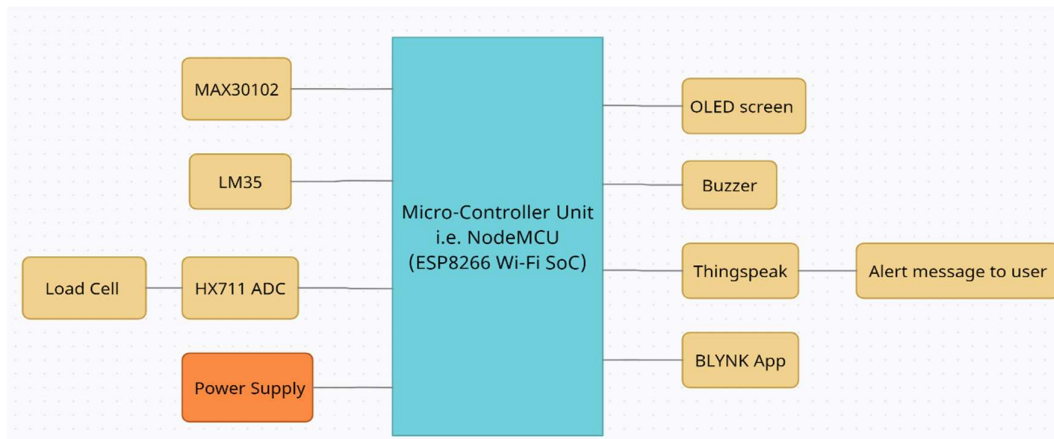 MAX30102
LM35
Load Cell
HX711 ADC
Power Supply
Micro-Controller Unit
i.e. NodeMCU
(ESP8266 Wi-Fi SoC)
OLED screen
Buzzer
Thingspeak
Alert message to user
BLYNK App